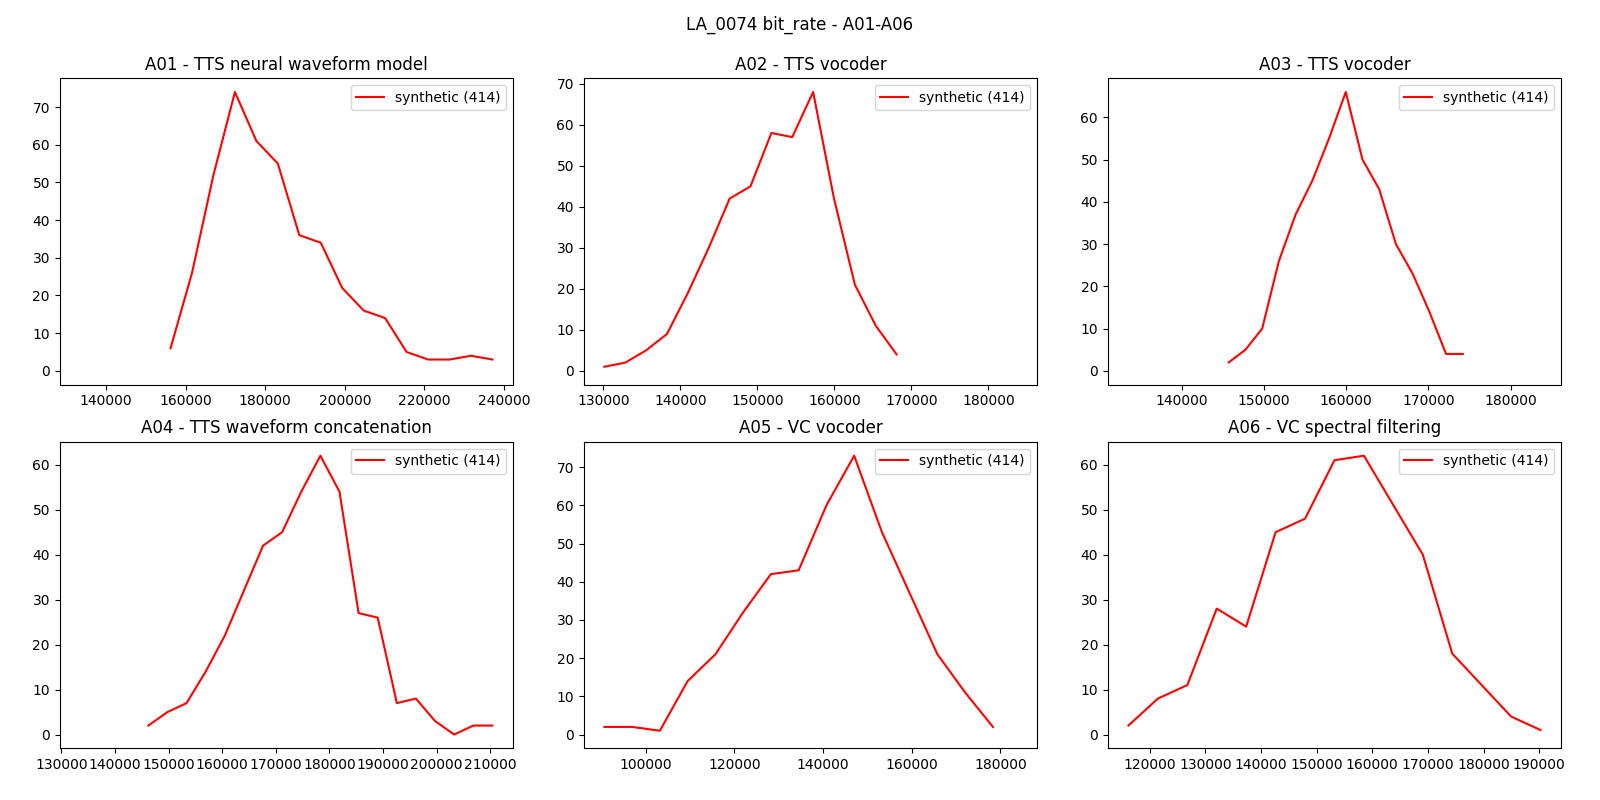 LA_0074 bit_rate - A01-A06
A01 - TTS neural waveform model
synthetic (414)
70
60
50
40
30
20
10
0
140000 160000 180000 200000 220000 240000
A02 - TTS vocoder
synthetic (414)
70
60
50
40
30
20
10
0
130000 140000 150000 160000 170000 180000
A03 - TTS vocoder
synthetic (414)
60
50
40
30
20
10
0
140000 150000 160000 170000 180000
A04 - TTS waveform concatenation
synthetic (414)
60
50
40
30
20
10
0
130000 140000 150000 160000 170000 180000 190000 200000 210000
A05 - VC vocoder
synthetic (414)
70
60
50
40
30
20
10
0
100000 120000 140000 160000 180000
A06 - VC spectral filtering
synthetic (414)
60
50
40
30
20
10
0
120000 130000 140000 150000 160000 170000 180000 190000